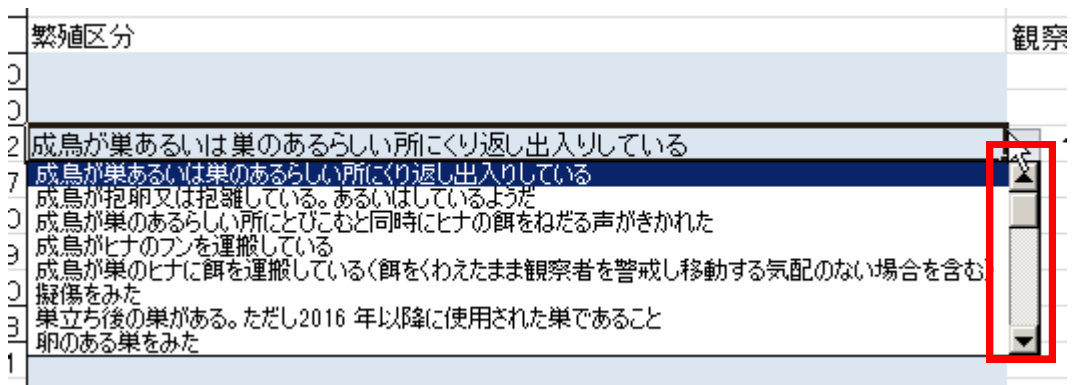 繁殖区分
観察
成鳥が巣あるいは巣のあるらしい所にくり返し出入りしている
成鳥が巣あるいは巣のあるらしい所にくり返し出入りしている
成鳥が抱卵又は抱雛している。あるいはしているようだ
成鳥が巣のあるらしい所にとびこむと同時にヒナの餌をねだる声がきかれた
成鳥がヒナのフンを運搬している
成鳥が巣のヒナに餌を運搬している(餌をくわえたまま観察者を警戒し移動する気配のない場合を含む)
擬傷をみた
巣立ち後の巣がある。ただし2016 年以降に使用された巣であること
卵のある巣をみた